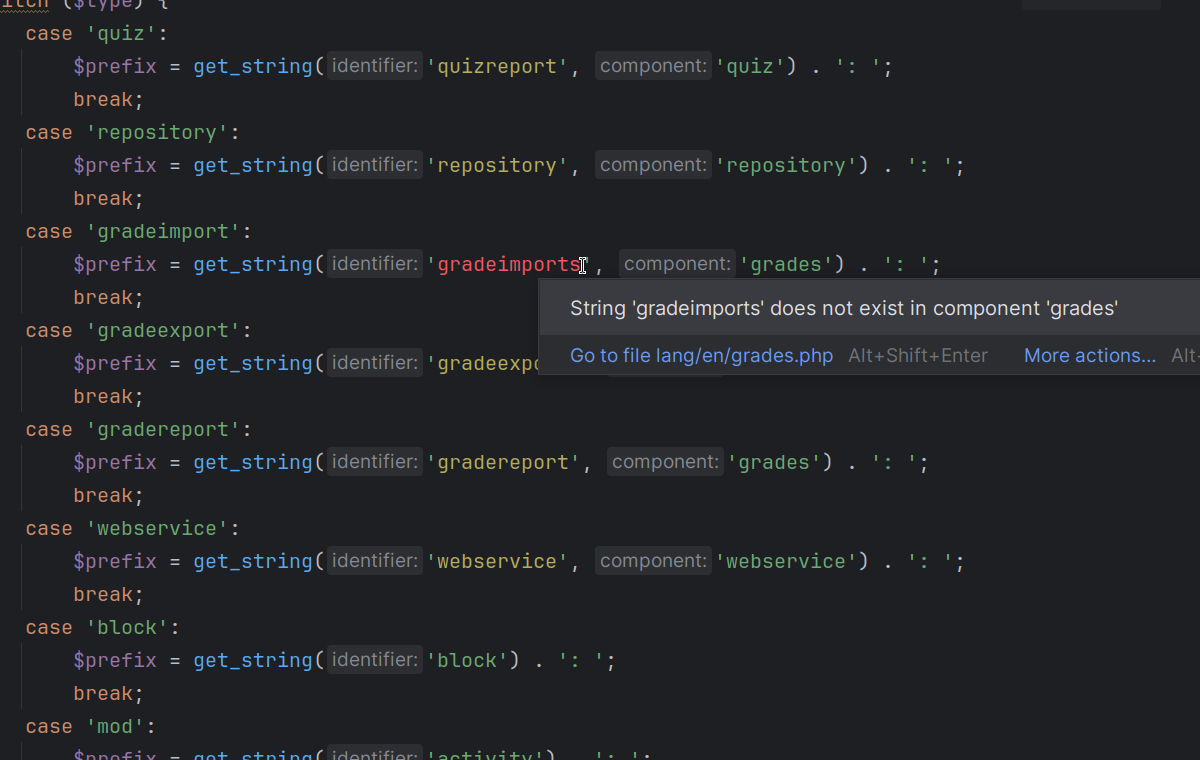 ($type) {
case 'quiz':
$prefix = get_string( identifier: 'quizreport', component: 'quiz') . ': ';
break;
case 'repository':
$prefix = get_string( identifier: 'repository', component: 'repository') . ': ';
break;
case 'gradeimport':
$prefix = get_string( identifier: 'gradeimports', component: 'grades') . ': ';
String 'gradeimports' does not exist in component 'grades'
Go to file lang/en/grades.php Alt+Shift+Enter More actions... Alt+
break;
case 'gradeexport':
$prefix = get_string( identifier: 'gradeexpo
break;
case 'gradereport':
$prefix = get_string( identifier: 'gradereport', component: 'grades') . ': ';
break;
case 'webservice':
$prefix = get_string( identifier: 'webservice', component: 'webservice') . ': ';
break;
case 'block':
$prefix = get_string( identifier: 'block') . ': ';
break;
case 'mod':
$prefix = get_string( identifier: 'activity') . ': ';